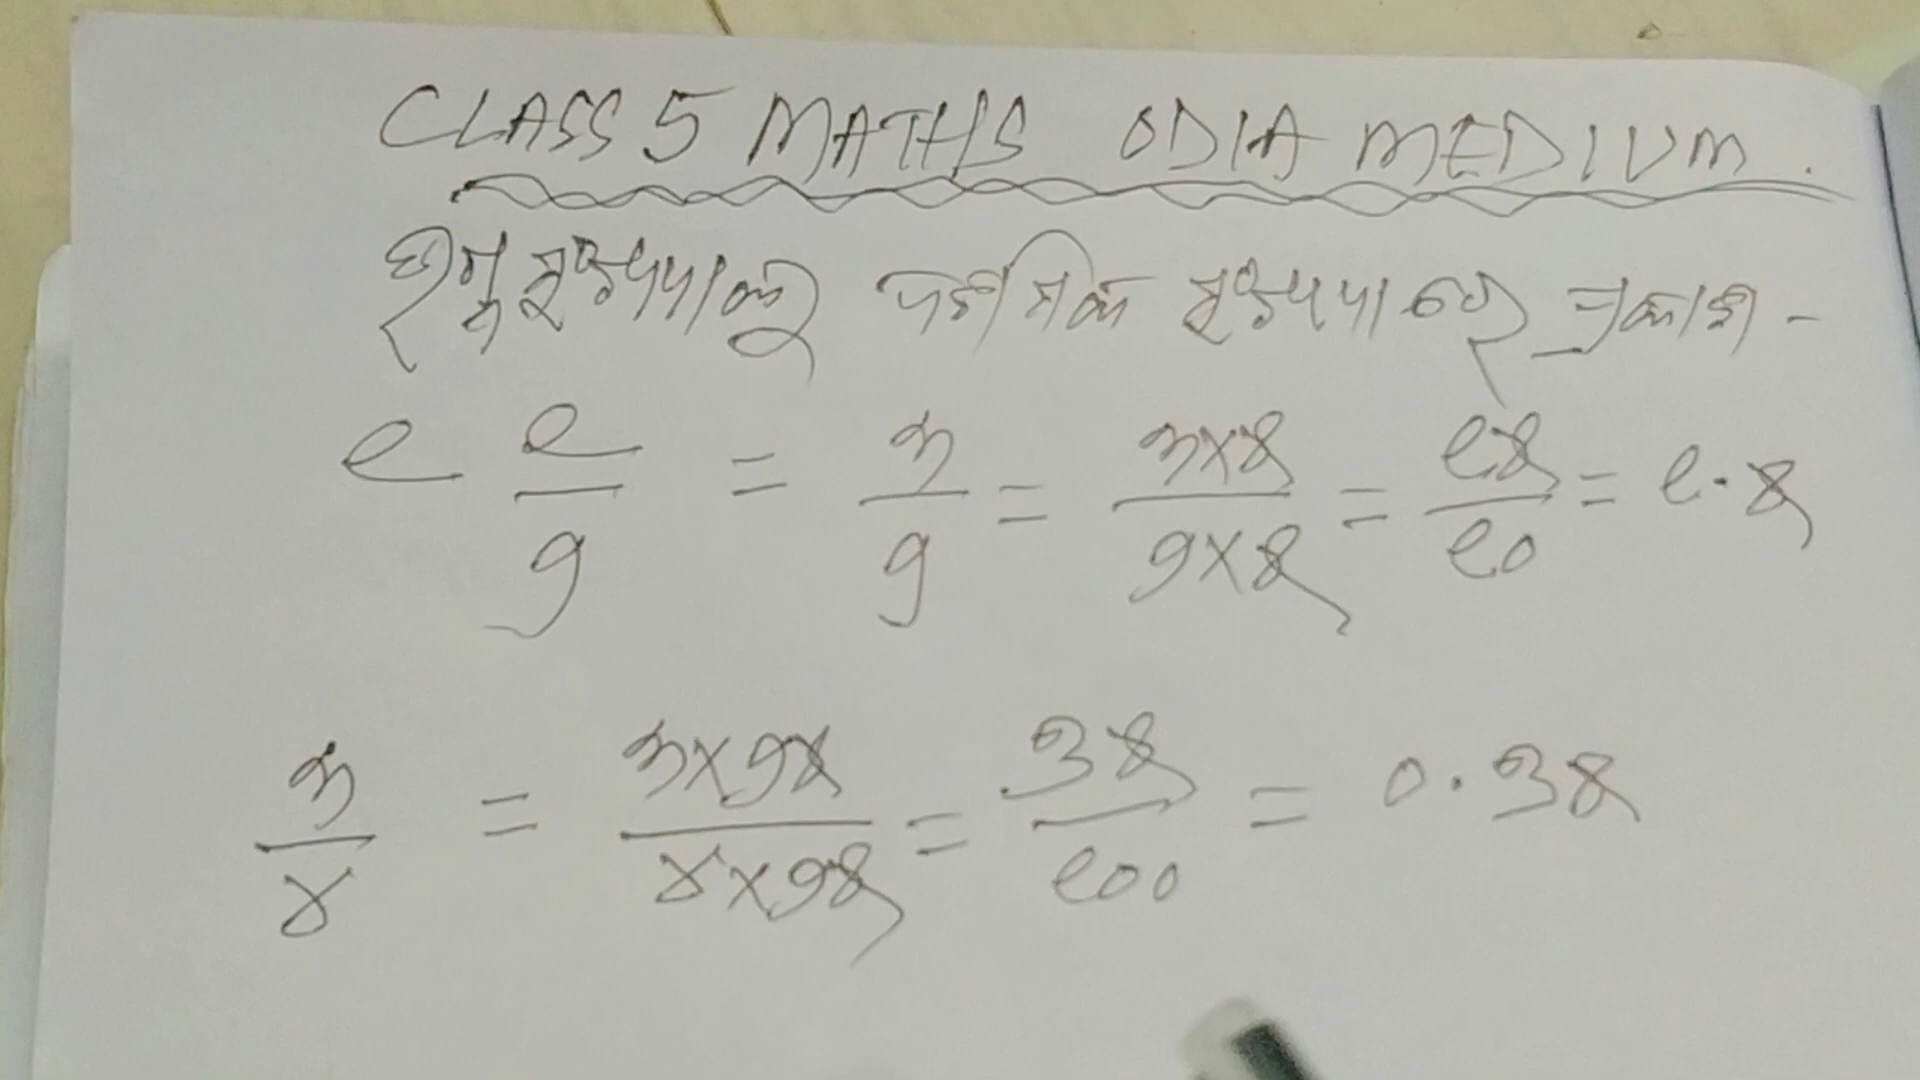 CLASS 5 MATHS ODIA MEDIUM.
ଭଗ୍ନସଂଖ୍ୟାକୁ ଦଶମିକ ସଂଖ୍ୟାରେ ପ୍ରକାଶ -
୧ ୧/୨ = ୩/୨ = ୩×୫/୨×୫ = ୧୫/୧୦ = ୧.୫
୩/୪ = ୩×୨୫/୪×୨୫ = ୭୫/୧୦୦ = ୦.୭୫